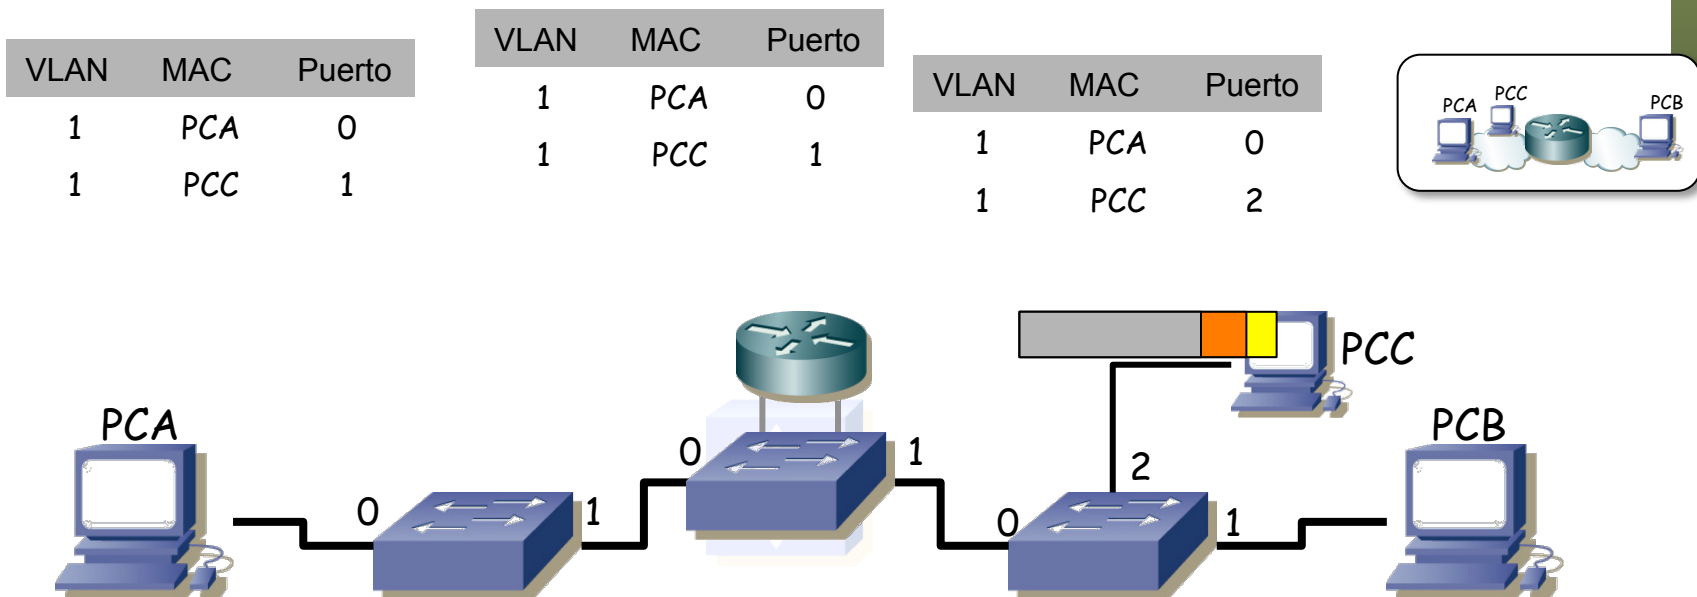 VLAN MAC Puerto
1 PCA 0
1 PCC 1
VLAN MAC Puerto
1 PCA 0
1 PCC 1
VLAN MAC Puerto
1 PCA 0
1 PCC 2
PCA PCC PCB
PCC
PCA
PCB
0 1
0 1
0 2 1